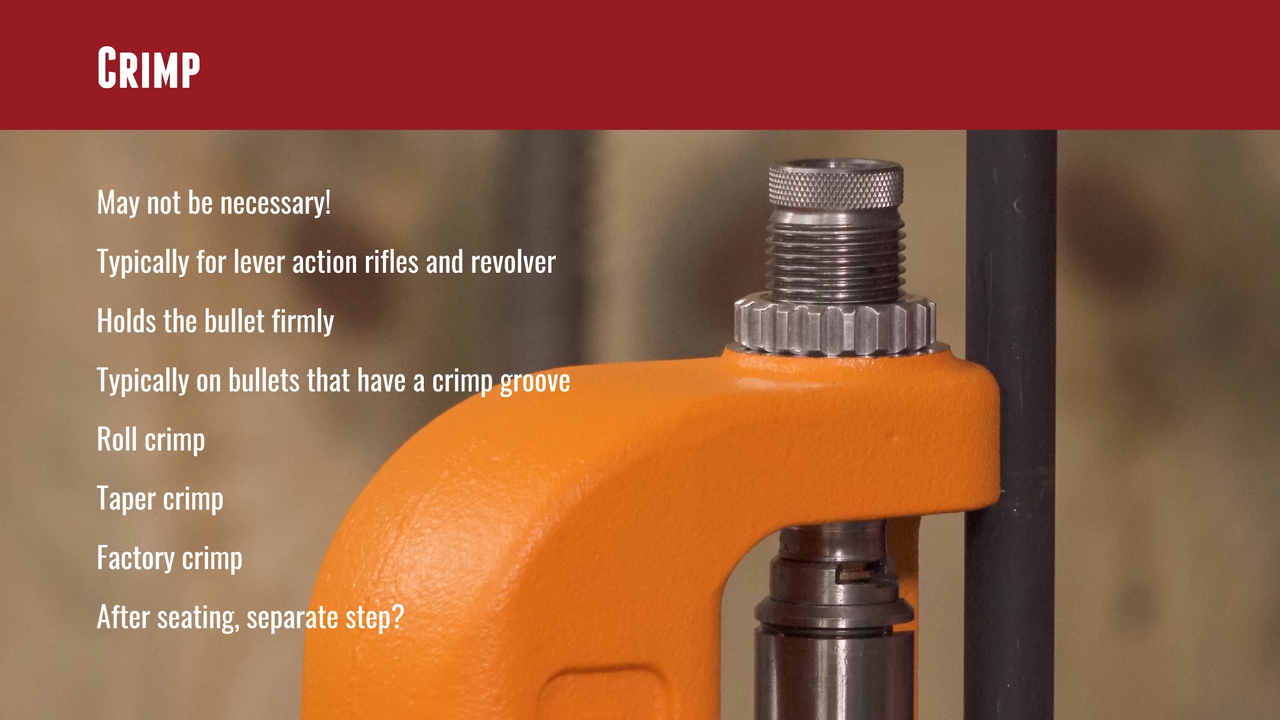 Crimp
May not be necessary!
Typically for lever action rifles and revolver
Holds the bullet firmly
Typically on bullets that have a crimp groove
Roll crimp
Taper crimp
Factory crimp
After seating, separate step?